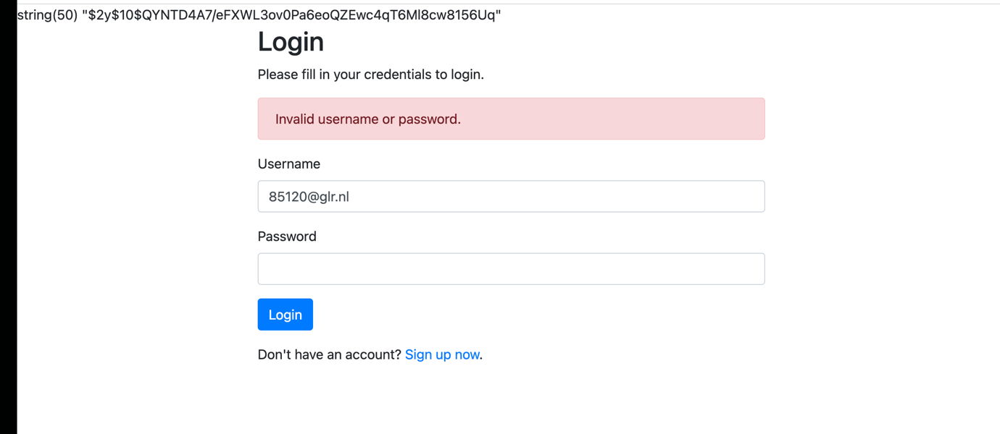 string(50) "$2y$10$QYNTD4A7/eFXWL3ov0Pa6eoQZEwc4qT6Ml8cw8156Uq"
Login
Please fill in your credentials to login.
Invalid username or password.
Username
85120@glr.nl
Password
Login
Don't have an account? Sign up now.